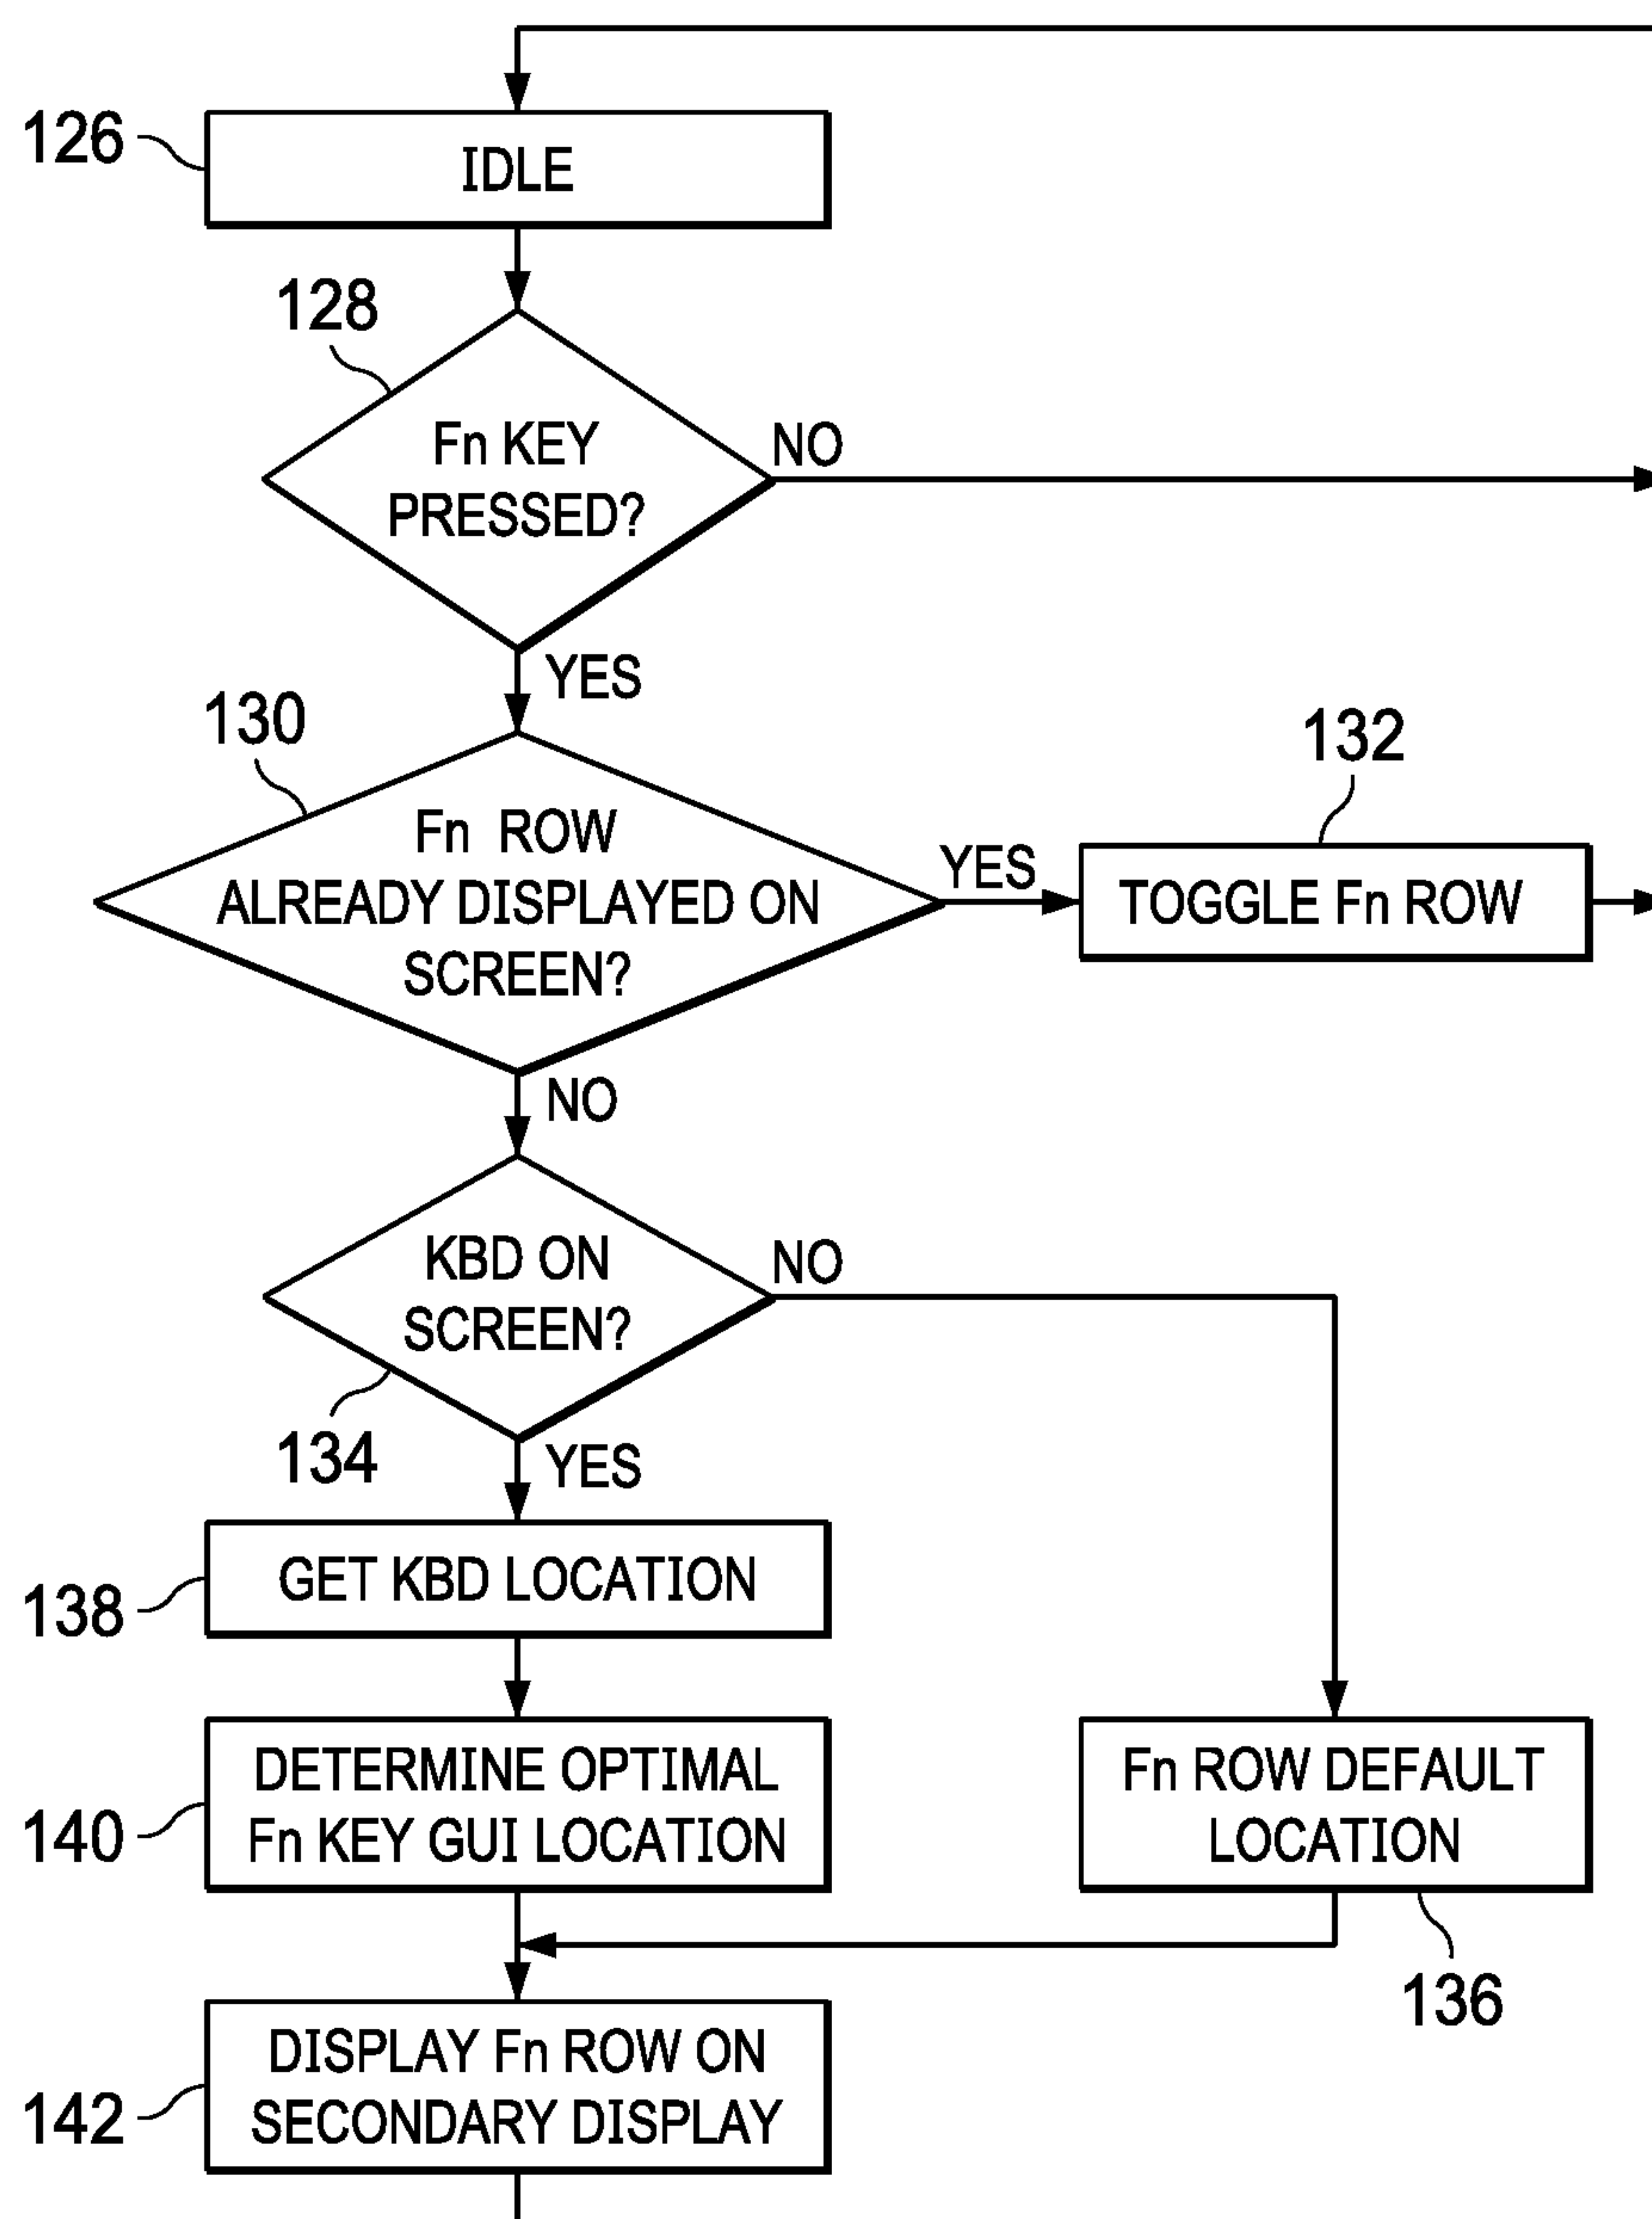 126
IDLE
128
Fn KEY
PRESSED?
NO
YES
130
Fn ROW
ALREADY DISPLAYED ON
SCREEN?
YES
132
TOGGLE Fn ROW
NO
KBD ON
SCREEN?
NO
134
YES
GET KBD LOCATION
138
DETERMINE OPTIMAL
Fn KEY GUI LOCATION
140
Fn ROW DEFAULT
LOCATION
136
DISPLAY Fn ROW ON
SECONDARY DISPLAY
142